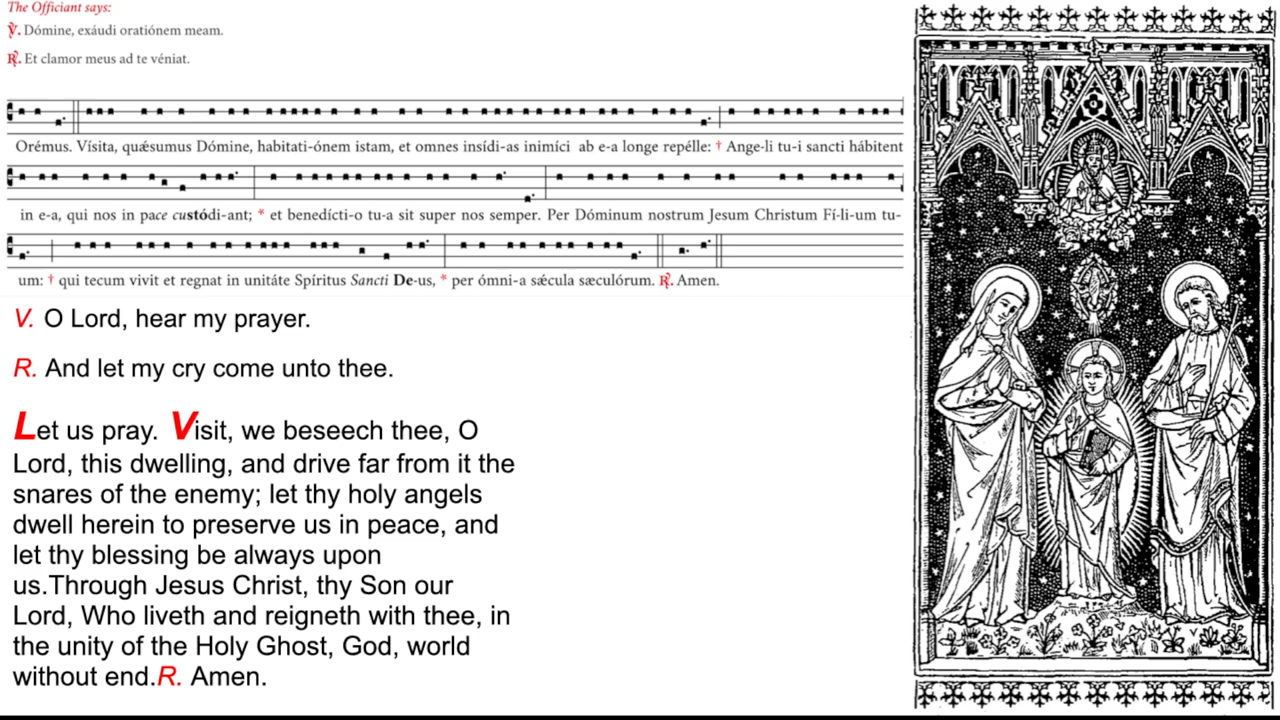 The Officiant says:
℣. Dómine, exáudi oratiónem meam.
℟. Et clamor meus ad te véniat.
Orémus. Vísita, quǽsumus Dómine, habitati-ónem istam, et omnes insídi-as inimíci ab e-a longe repélle: † Ange-li tu-i sancti hábitent
in e-a, qui nos in pace custódi-ant; * et benedícti-o tu-a sit super nos semper. Per Dóminum nostrum Jesum Christum Fí-li-um tu-
um: † qui tecum vivit et regnat in unitáte Spíritus Sancti De-us, * per ómni-a sǽcula sæculórum. ℟. Amen.
V. O Lord, hear my prayer.
R. And let my cry come unto thee.
Let us pray. Visit, we beseech thee, O
Lord, this dwelling, and drive far from it the
snares of the enemy; let thy holy angels
dwell herein to preserve us in peace, and
let thy blessing be always upon
us.Through Jesus Christ, thy Son our
Lord, Who liveth and reigneth with thee, in
the unity of the Holy Ghost, God, world
without end.R. Amen.